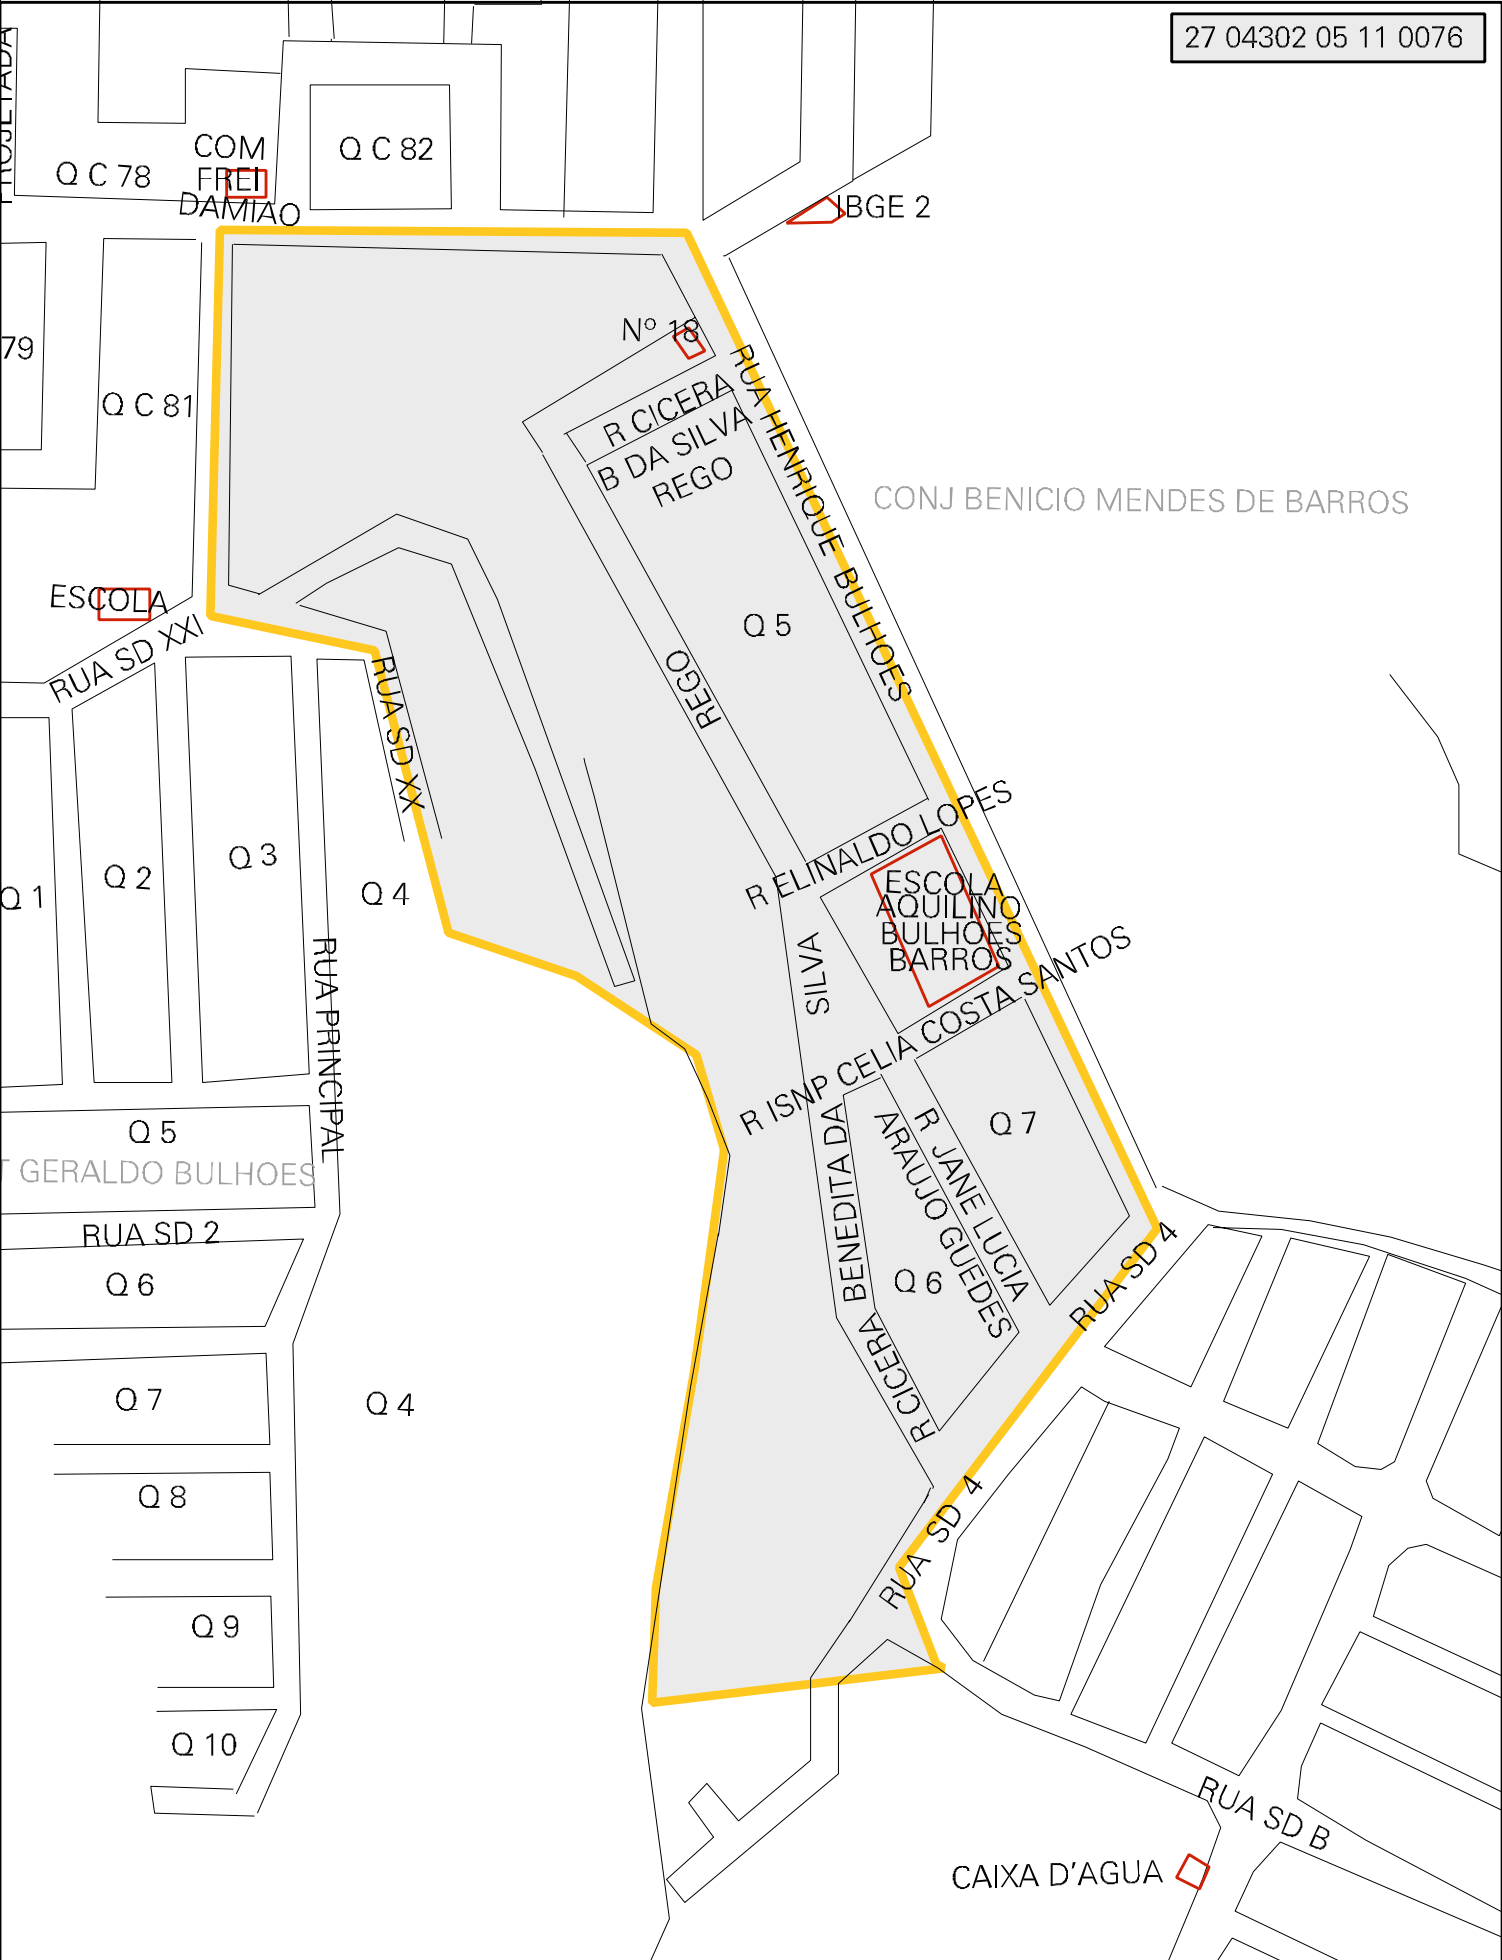 27 04302 05 11 0076
PROJETADA
Q C 82
COM
FREI
DAMIAO
Q C 78
IBGE 2
Nº 18
79
Q C 81
R CICERA
B DA SILVA
REGO
RUA HENRIQUE BULHOES
CONJ BENICIO MENDES DE BARROS
ESCOLA
RUA SD XXI
Q 5
REGO
RUA SD XX
R ELINALDO LOPES
Q 1
Q 2
Q 3
Q 4
ESCOLA
AQUILINO
BULHOES
BARROS
SILVA
RUA PRINCIPAL
R ISNP CELIA COSTA SANTOS
Q 5
T GERALDO BULHOES
R JANE LUCIA
ARAUJO GUEDES
Q 7
R CICERA BENEDITA DA
RUA SD 2
Q 6
Q 6
RUA SD 4
Q 7
Q 4
Q 8
RUA SD 4
Q 9
Q 10
RUA SD B
CAIXA D'AGUA